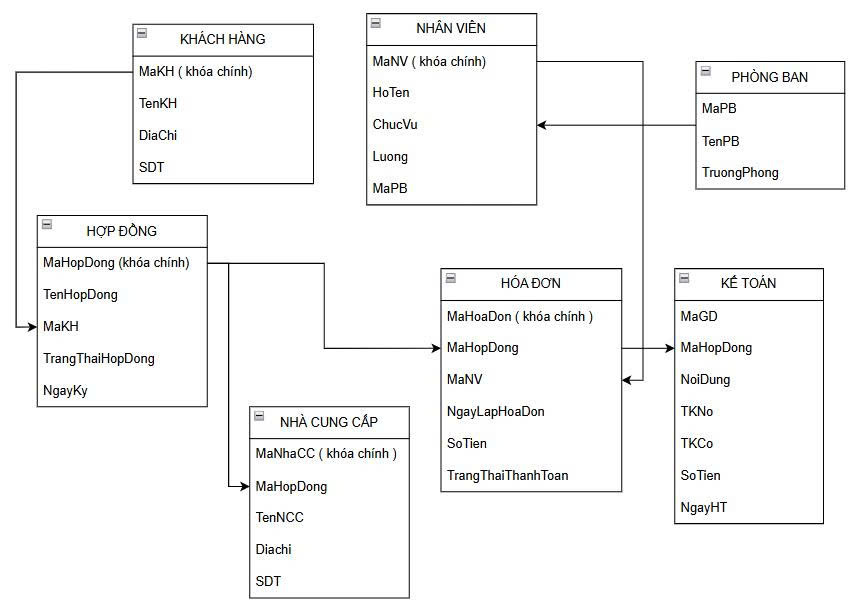 KHÁCH HÀNG
MaKH ( khóa chính)
TenKH
DiaChi
SDT
NHÂN VIÊN
MaNV ( khóa chính)
HoTen
ChucVu
Luong
MaPB
PHÒNG BAN
MaPB
TenPB
TruongPhong
HỢP ĐỒNG
MaHopDong (khóa chính)
TenHopDong
MaKH
TrangThaiHopDong
NgayKy
HÓA ĐƠN
MaHoaDon ( khóa chính )
MaHopDong
MaNV
NgayLapHoaDon
SoTien
TrangThaiThanhToan
KẾ TOÁN
MaGD
MaHopDong
NoiDung
TKNo
TKCo
SoTien
NgayHT
NHÀ CUNG CẤP
MaNhaCC ( khóa chính )
MaHopDong
TenNCC
Diachi
SDT